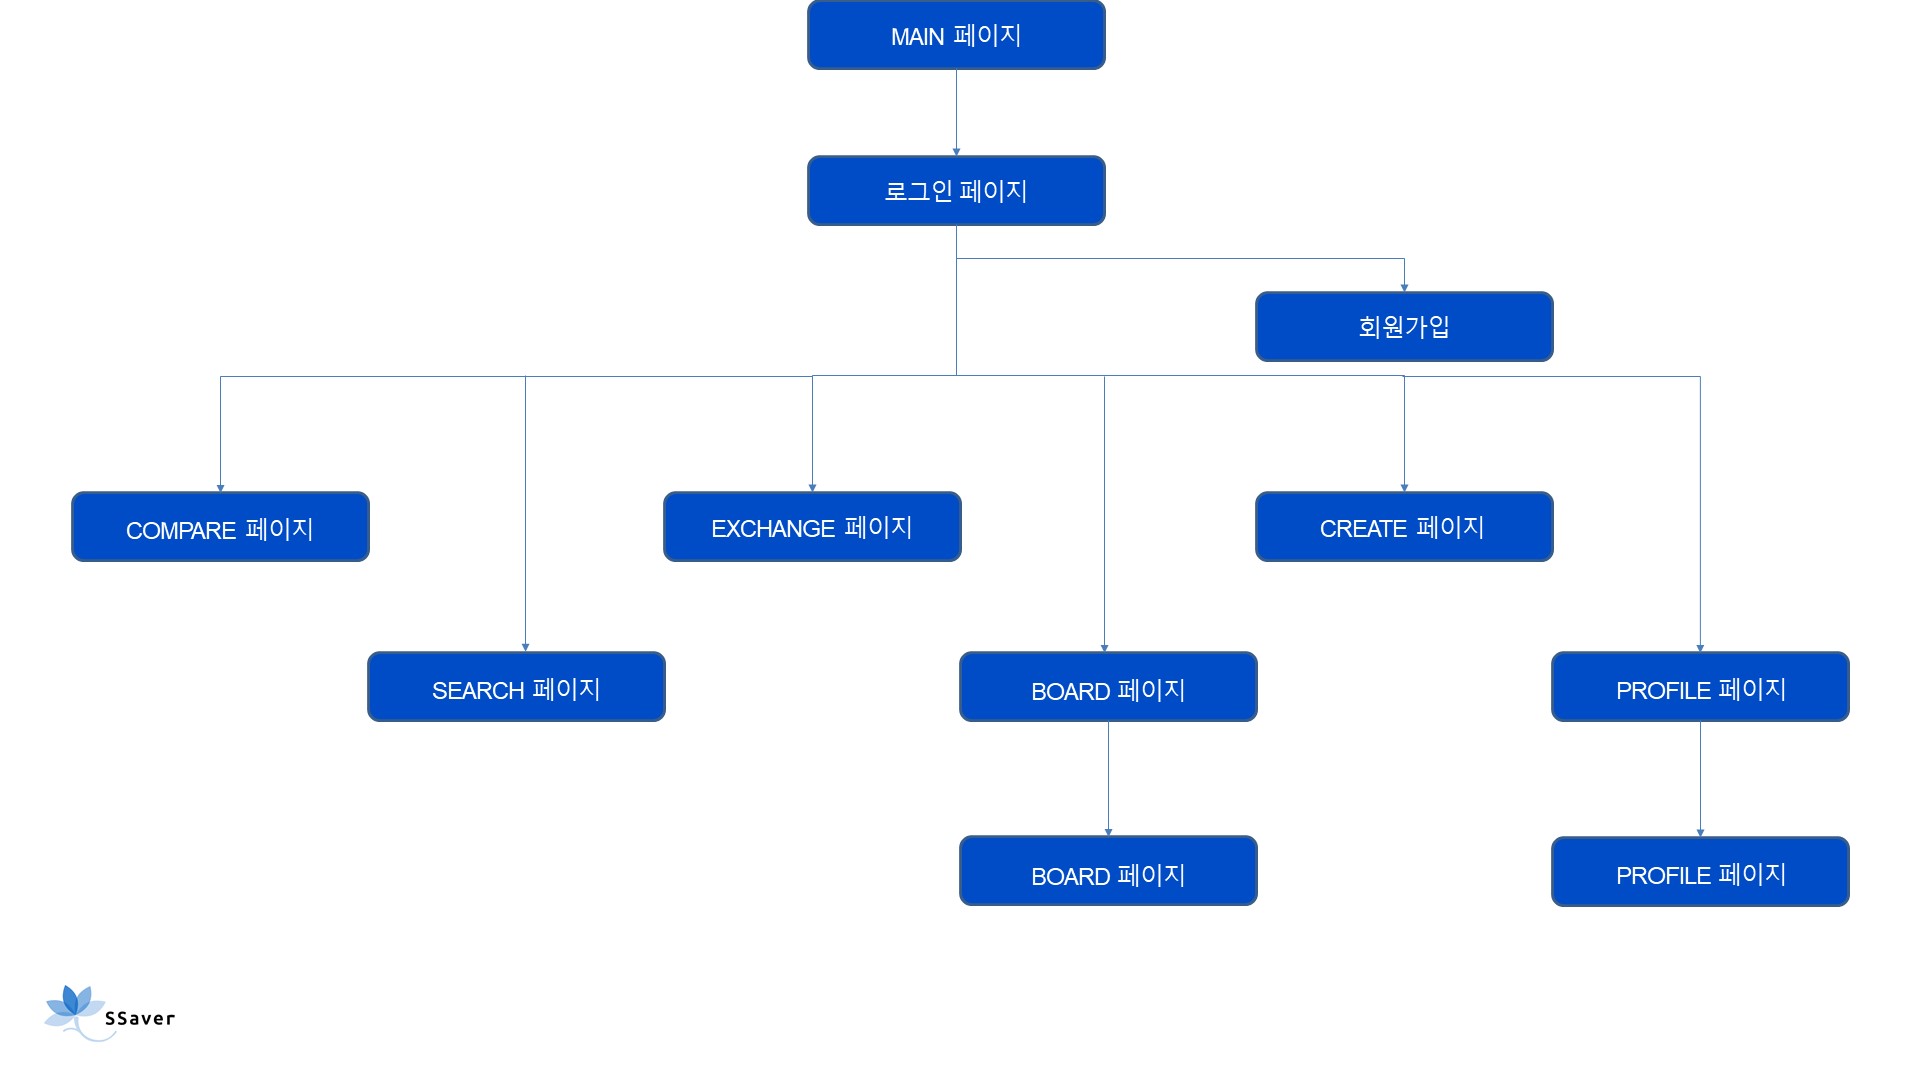 MAIN 페이지
로그인 페이지
회원가입
COMPARE 페이지
EXCHANGE 페이지
CREATE 페이지
SEARCH 페이지
BOARD 페이지
PROFILE 페이지
BOARD 페이지
PROFILE 페이지
SSaver